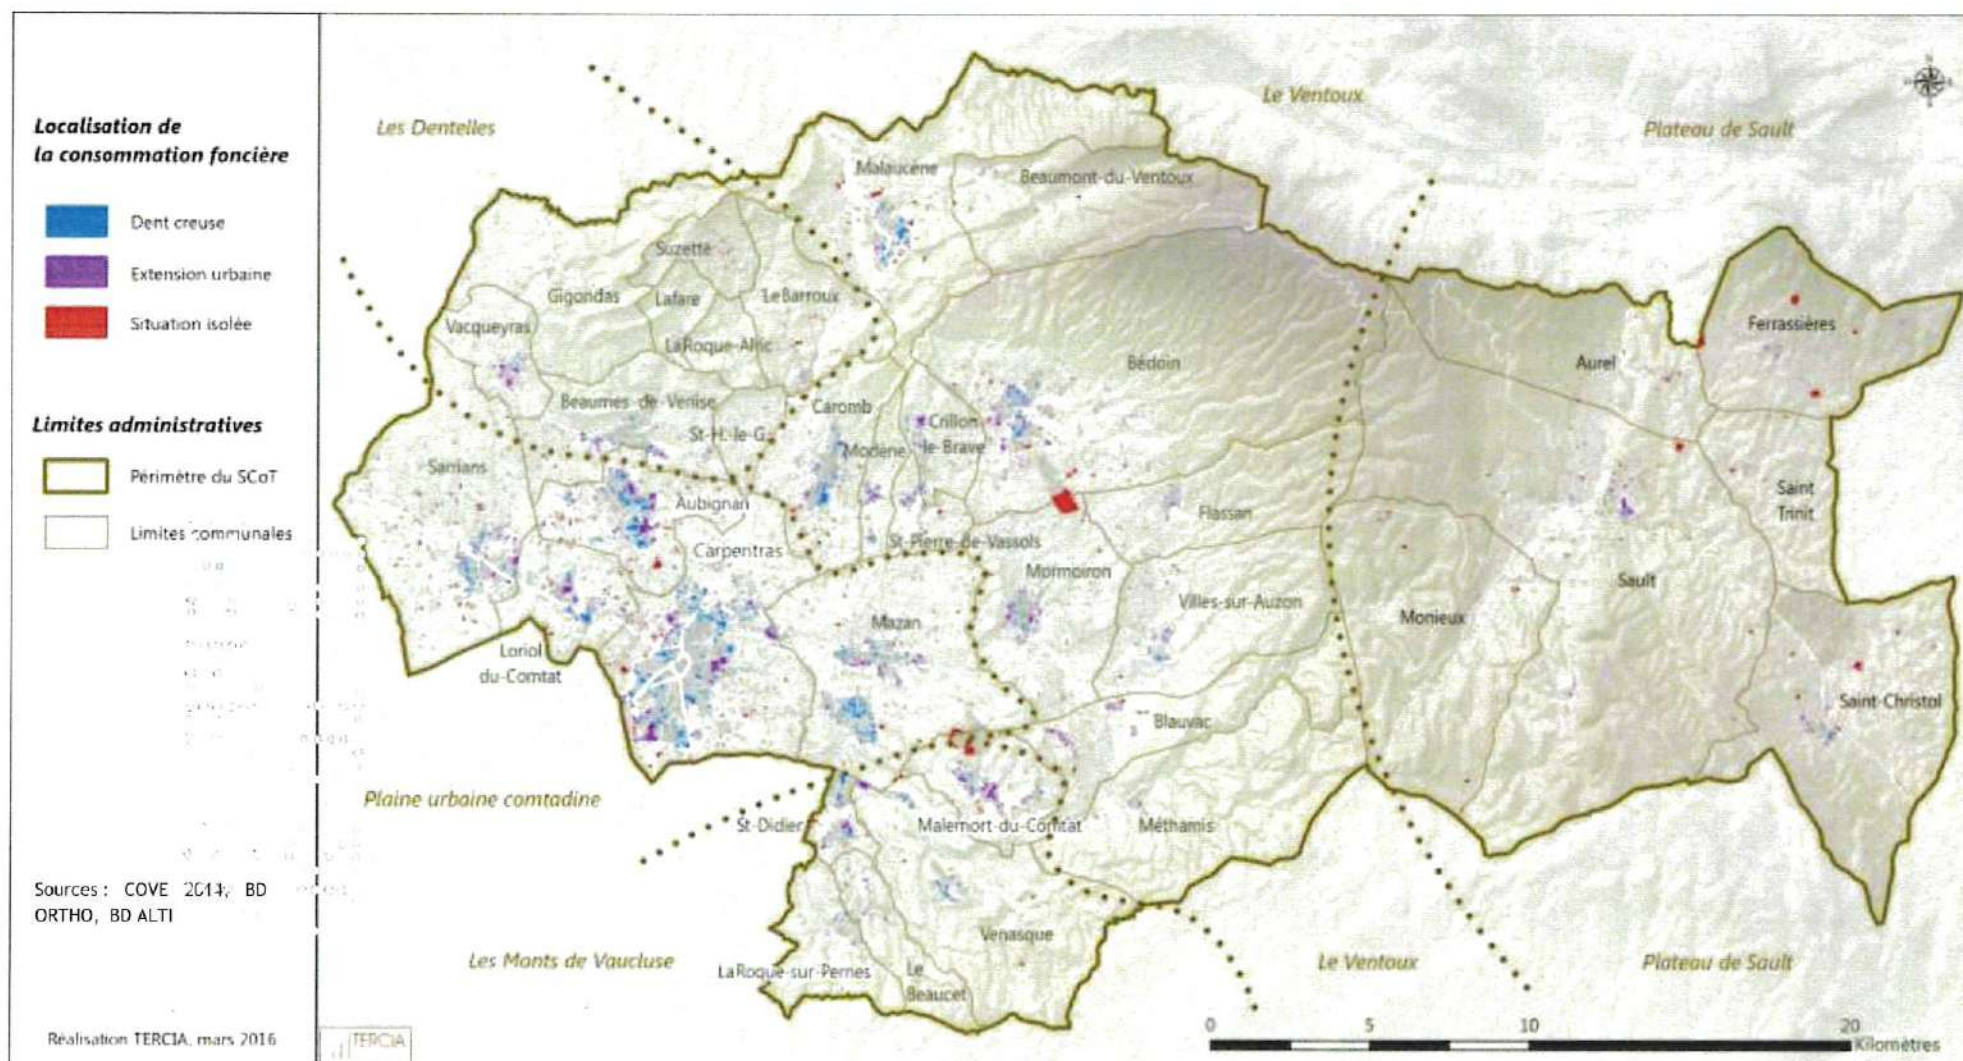 Localisation de
la consommation foncière
Dent creuse
Extension urbaine
Situation isolée
Limites administratives
Périmètre du SCoT
Limites communales
Sources : COVE 2014, BD
ORTHO, BD ALTI
Réalisation TERCIA, mars 2016
TERCIA
Les Dentelles
Le Ventoux
Plateau de Sault
Malaucène
Beaumont-du-Ventoux
Suzette
Gigondas
Lafare
Le Barroux
Vacqueyras
La Roque-Alric
Ferrassières
Aurel
Bédoin
Beaumes-de-Venise
Caromb
Crillon
le-Brave
St-H.-le-G.
Modène
Sarrians
Aubignan
Saint
Trinit
Flassan
Carpentras
St-Pierre-de-Vassols
Mormoiron
Sault
Villes-sur-Auzon
Monieux
Mazan
Loriol
du-Comtat
Saint-Christol
Blauvac
Plaine urbaine comtadine
St-Didier
Malemort-du-Comtat
Méthamis
Venasque
Les Monts de Vaucluse
La Roque-sur-Pernes
Le
Beaucet
Le Ventoux
Plateau de Sault
0 5 10 20
Kilomètres